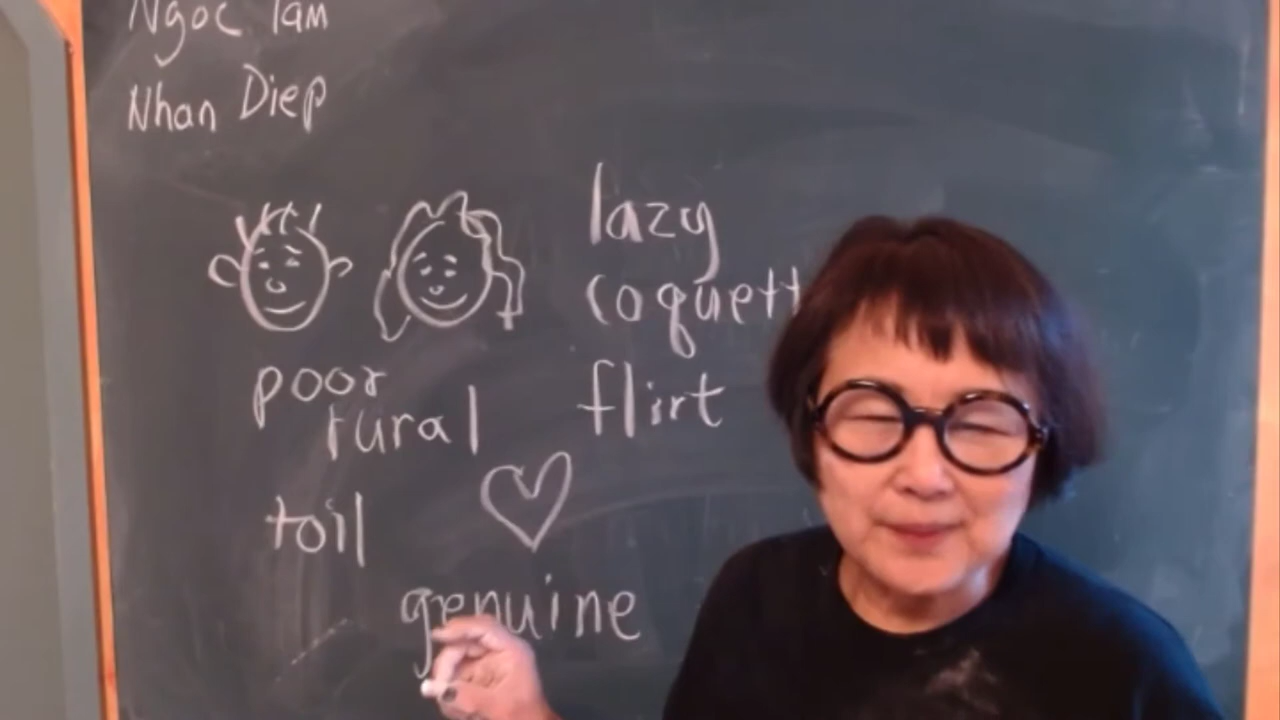 Ngoc Tam
Nhan Diep
lazy
coquett
flirt
poor
rural
toil
genuine